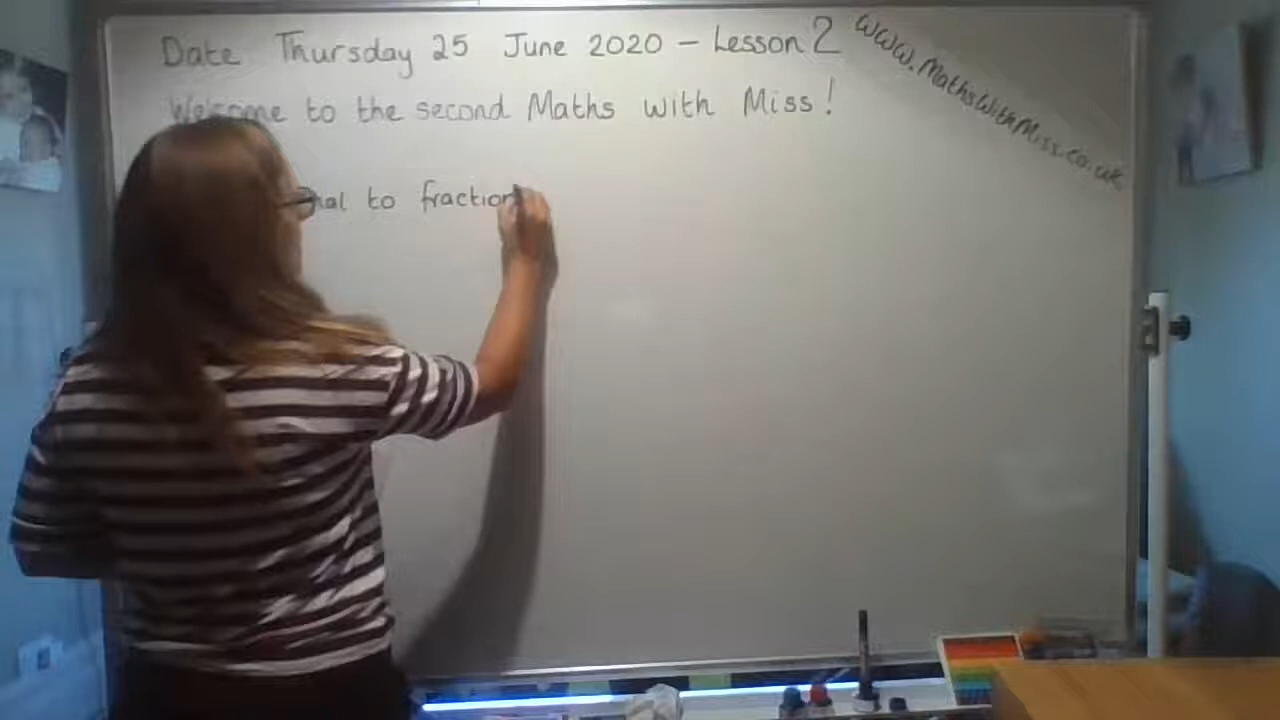 Date Thursday 25 June 2020 - Lesson 2
Welcome to the second Maths with Miss!
www.MathsWithMiss.co.uk
to fraction